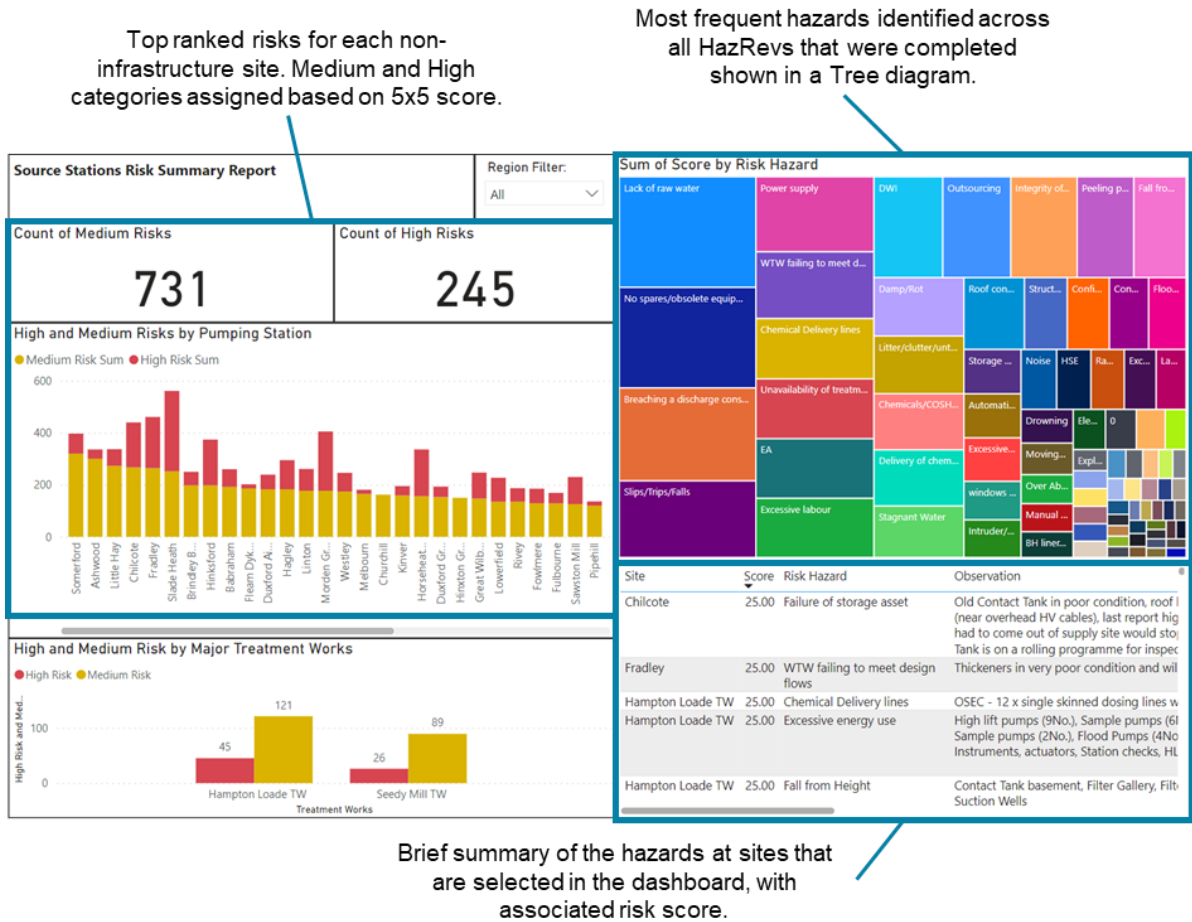 Top ranked risks for each non-
infrastructure site. Medium and High
categories assigned based on 5x5 score.
Most frequent hazards identified across
all HazRevs that were completed
shown in a Tree diagram.
Source Stations Risk Summary Report
Region Filter:
All
Count of Medium Risks
731
Count of High Risks
245
High and Medium Risks by Pumping Station
Medium Risk Sum
High Risk Sum
600
400
200
0
Somerford
Ashwood
Little Hay
Chilcote
Fradley
Slade Heath
Brindley B...
Hinksford
Babraham
Fleam Dyk...
Duxford Ai...
Hagley
Linton
Morden Gr...
Westley
Melbourn
Churchill
Kinver
Horseheat...
Duxford Gr...
Hinxton Gr...
Great Wilb...
Lowerfield
Rivey
Fowlmere
Fulbourne
Sawston Mill
Pipehill
High and Medium Risk by Major Treatment Works
High Risk
Medium Risk
High Risk and Med...
100
0
45
121
26
89
Hampton Loade TW
Seedy Mill TW
Treatment Works
Sum of Score by Risk Hazard
Lack of raw water
No spares/obsolete equip...
Breaching a discharge cons...
Slips/Trips/Falls
Power supply
WTW failing to meet d...
Chemical Delivery lines
Unavailability of treatm...
EA
Excessive labour
DWI
Outsourcing
Integrity of...
Peeling p...
Fall fro...
Damp/Rot
Litter/clutter/unt...
Chemicals/COSH...
Delivery of chem...
Stagnant Water
Roof con...
Struct...
Confi...
Con...
Floo...
Storage ...
Automati...
Excessive...
windows ...
Intruder/...
Noise
HSE
Ra...
Exc...
La...
Drowning
Moving...
Over Ab...
Manual ...
BH liner...
Ele...
0
Expl...
Site
Score
Risk Hazard
Observation
Chilcote
25.00
Failure of storage asset
Old Contact Tank in poor condition, roof l
(near overhead HV cables), last report hig
had to come out of supply site would sto
Tank is on a rolling programme for inspec
Fradley
25.00
WTW failing to meet design
flows
Thickeners in very poor condition and wil
Hampton Loade TW
25.00
Chemical Delivery lines
OSEC - 12 x single skinned dosing lines w
Hampton Loade TW
25.00
Excessive energy use
High lift pumps (9No.), Sample pumps (6
Sample pumps (2No.), Flood Pumps (4No
Instruments, actuators, Station checks, HL
Hampton Loade TW
25.00
Fall from Height
Contact Tank basement, Filter Gallery, Filt
Suction Wells
Brief summary of the hazards at sites that
are selected in the dashboard, with
associated risk score.